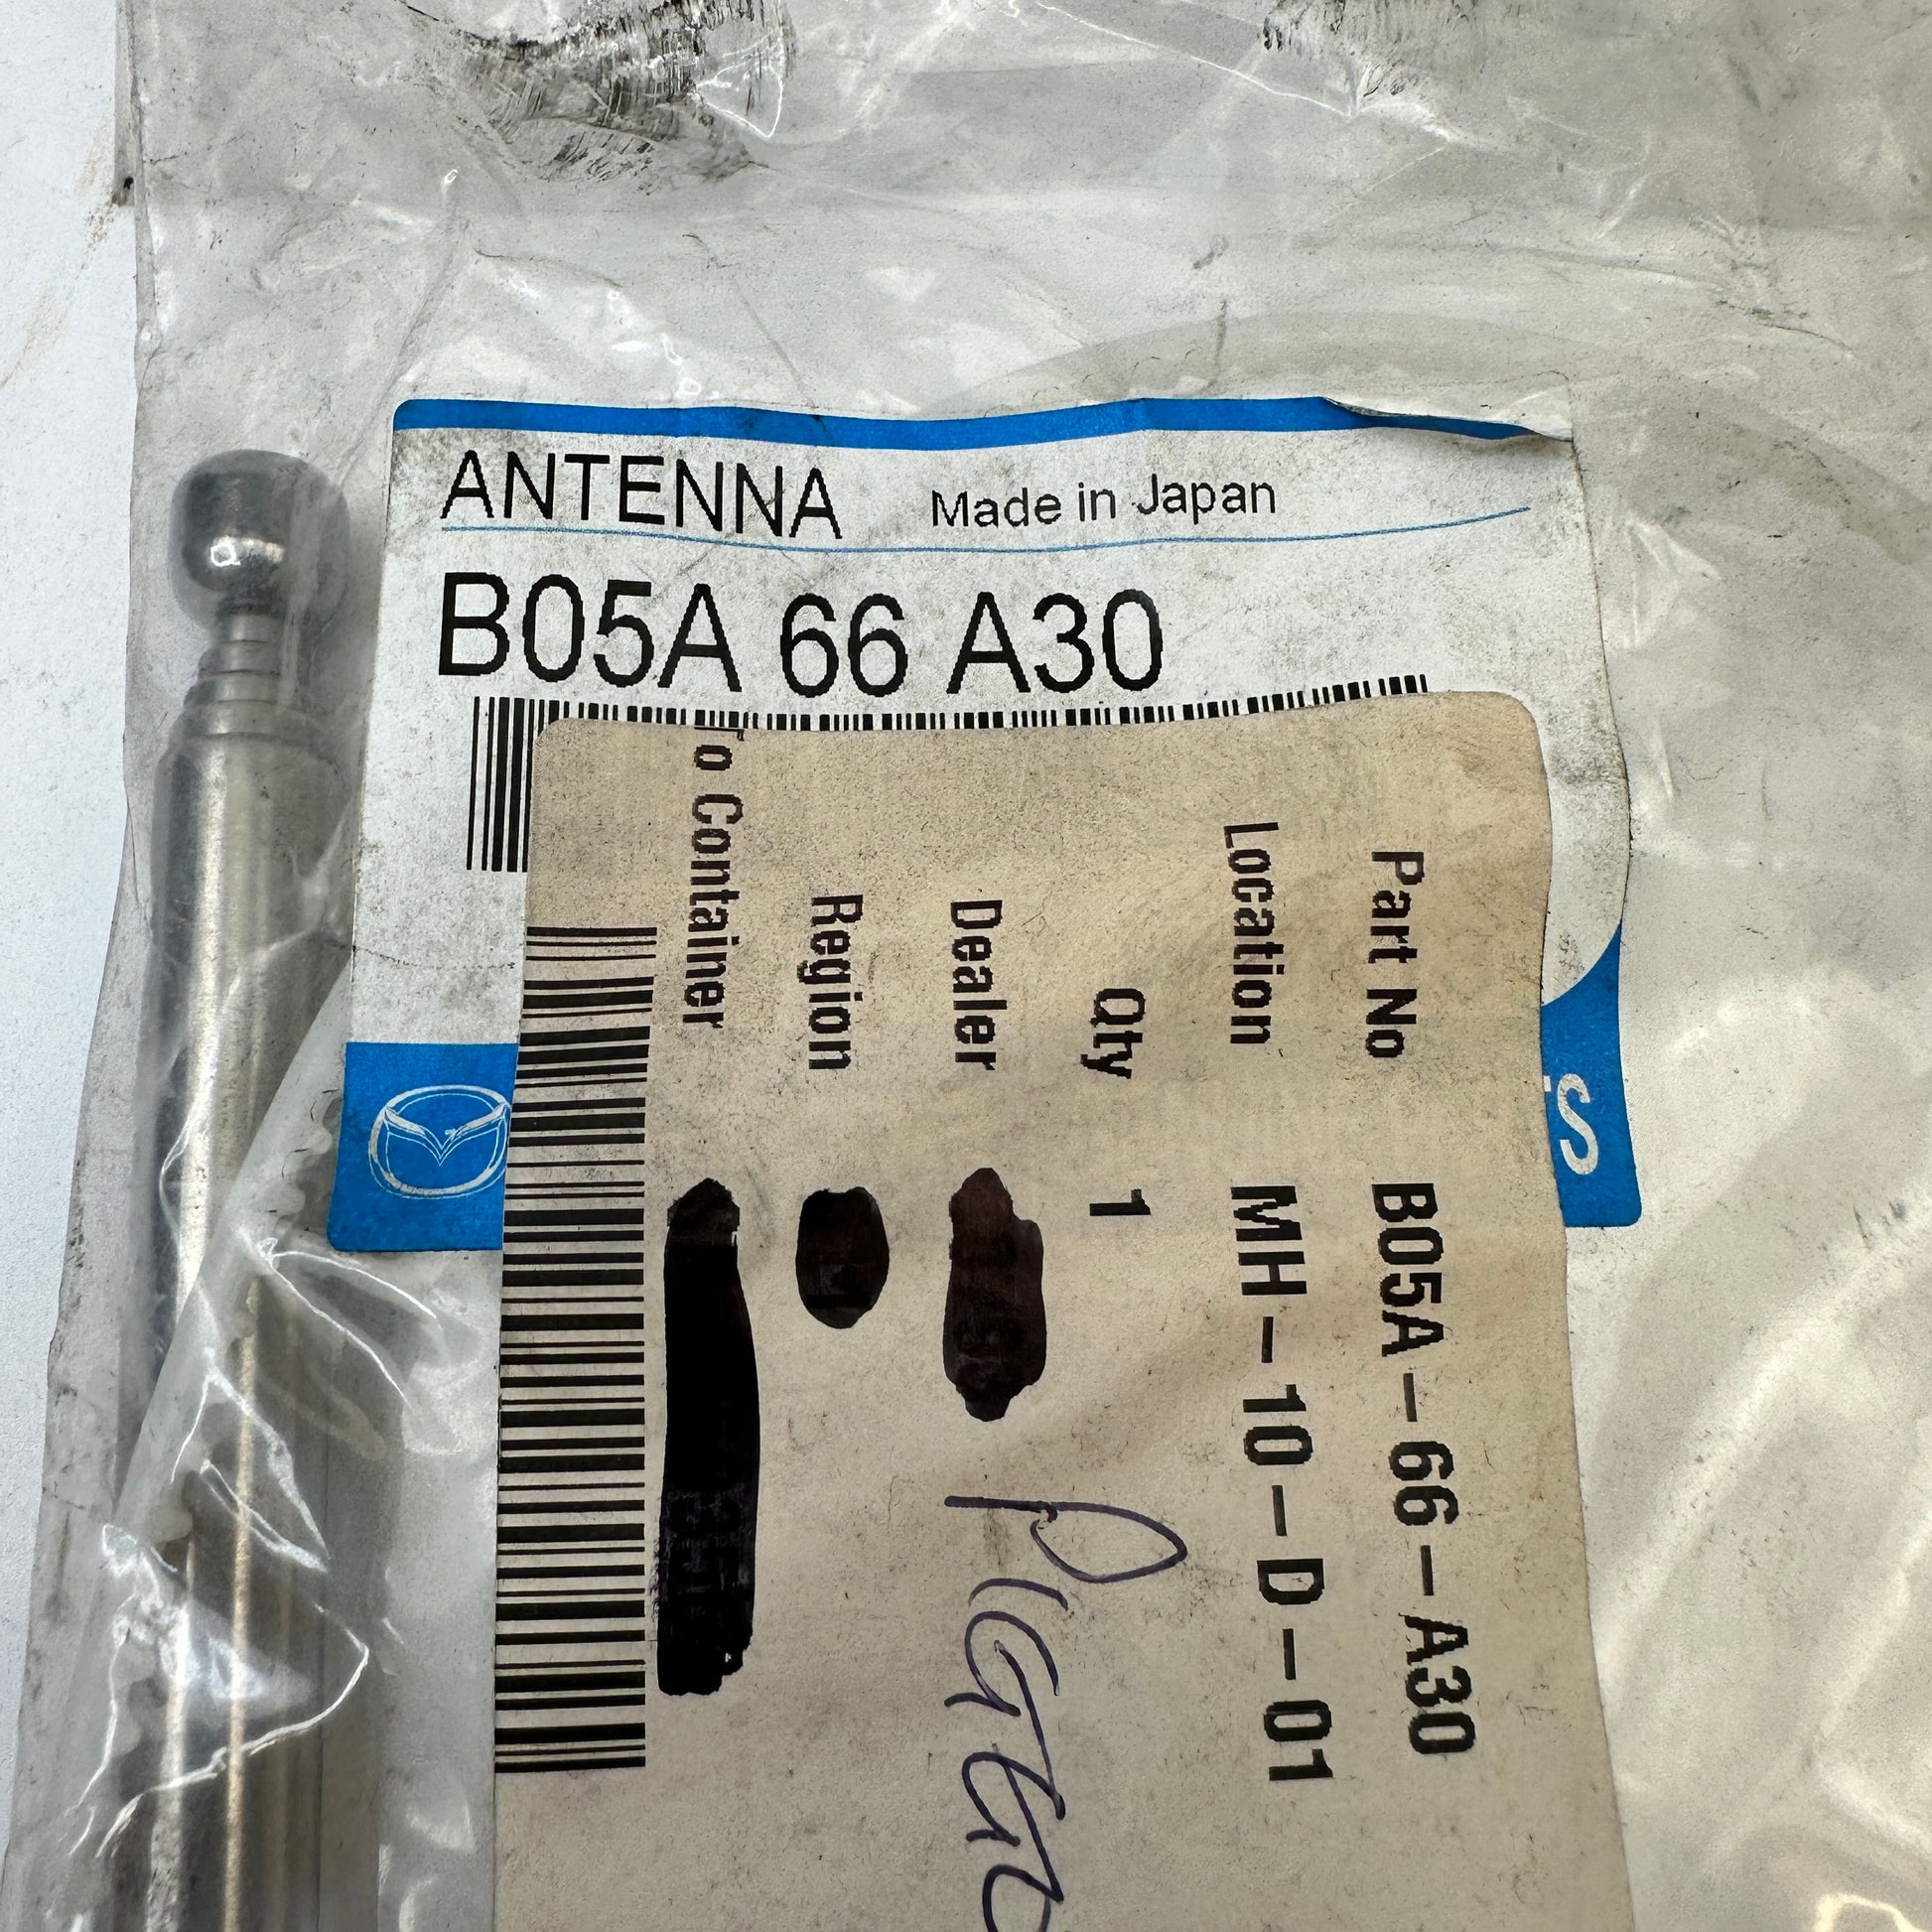 ANTENNA Made in Japan
B05A 66 A30
Part No B05A-66-A30
Location MH-10-D-01
Qty 1
Dealer
Region
To Container